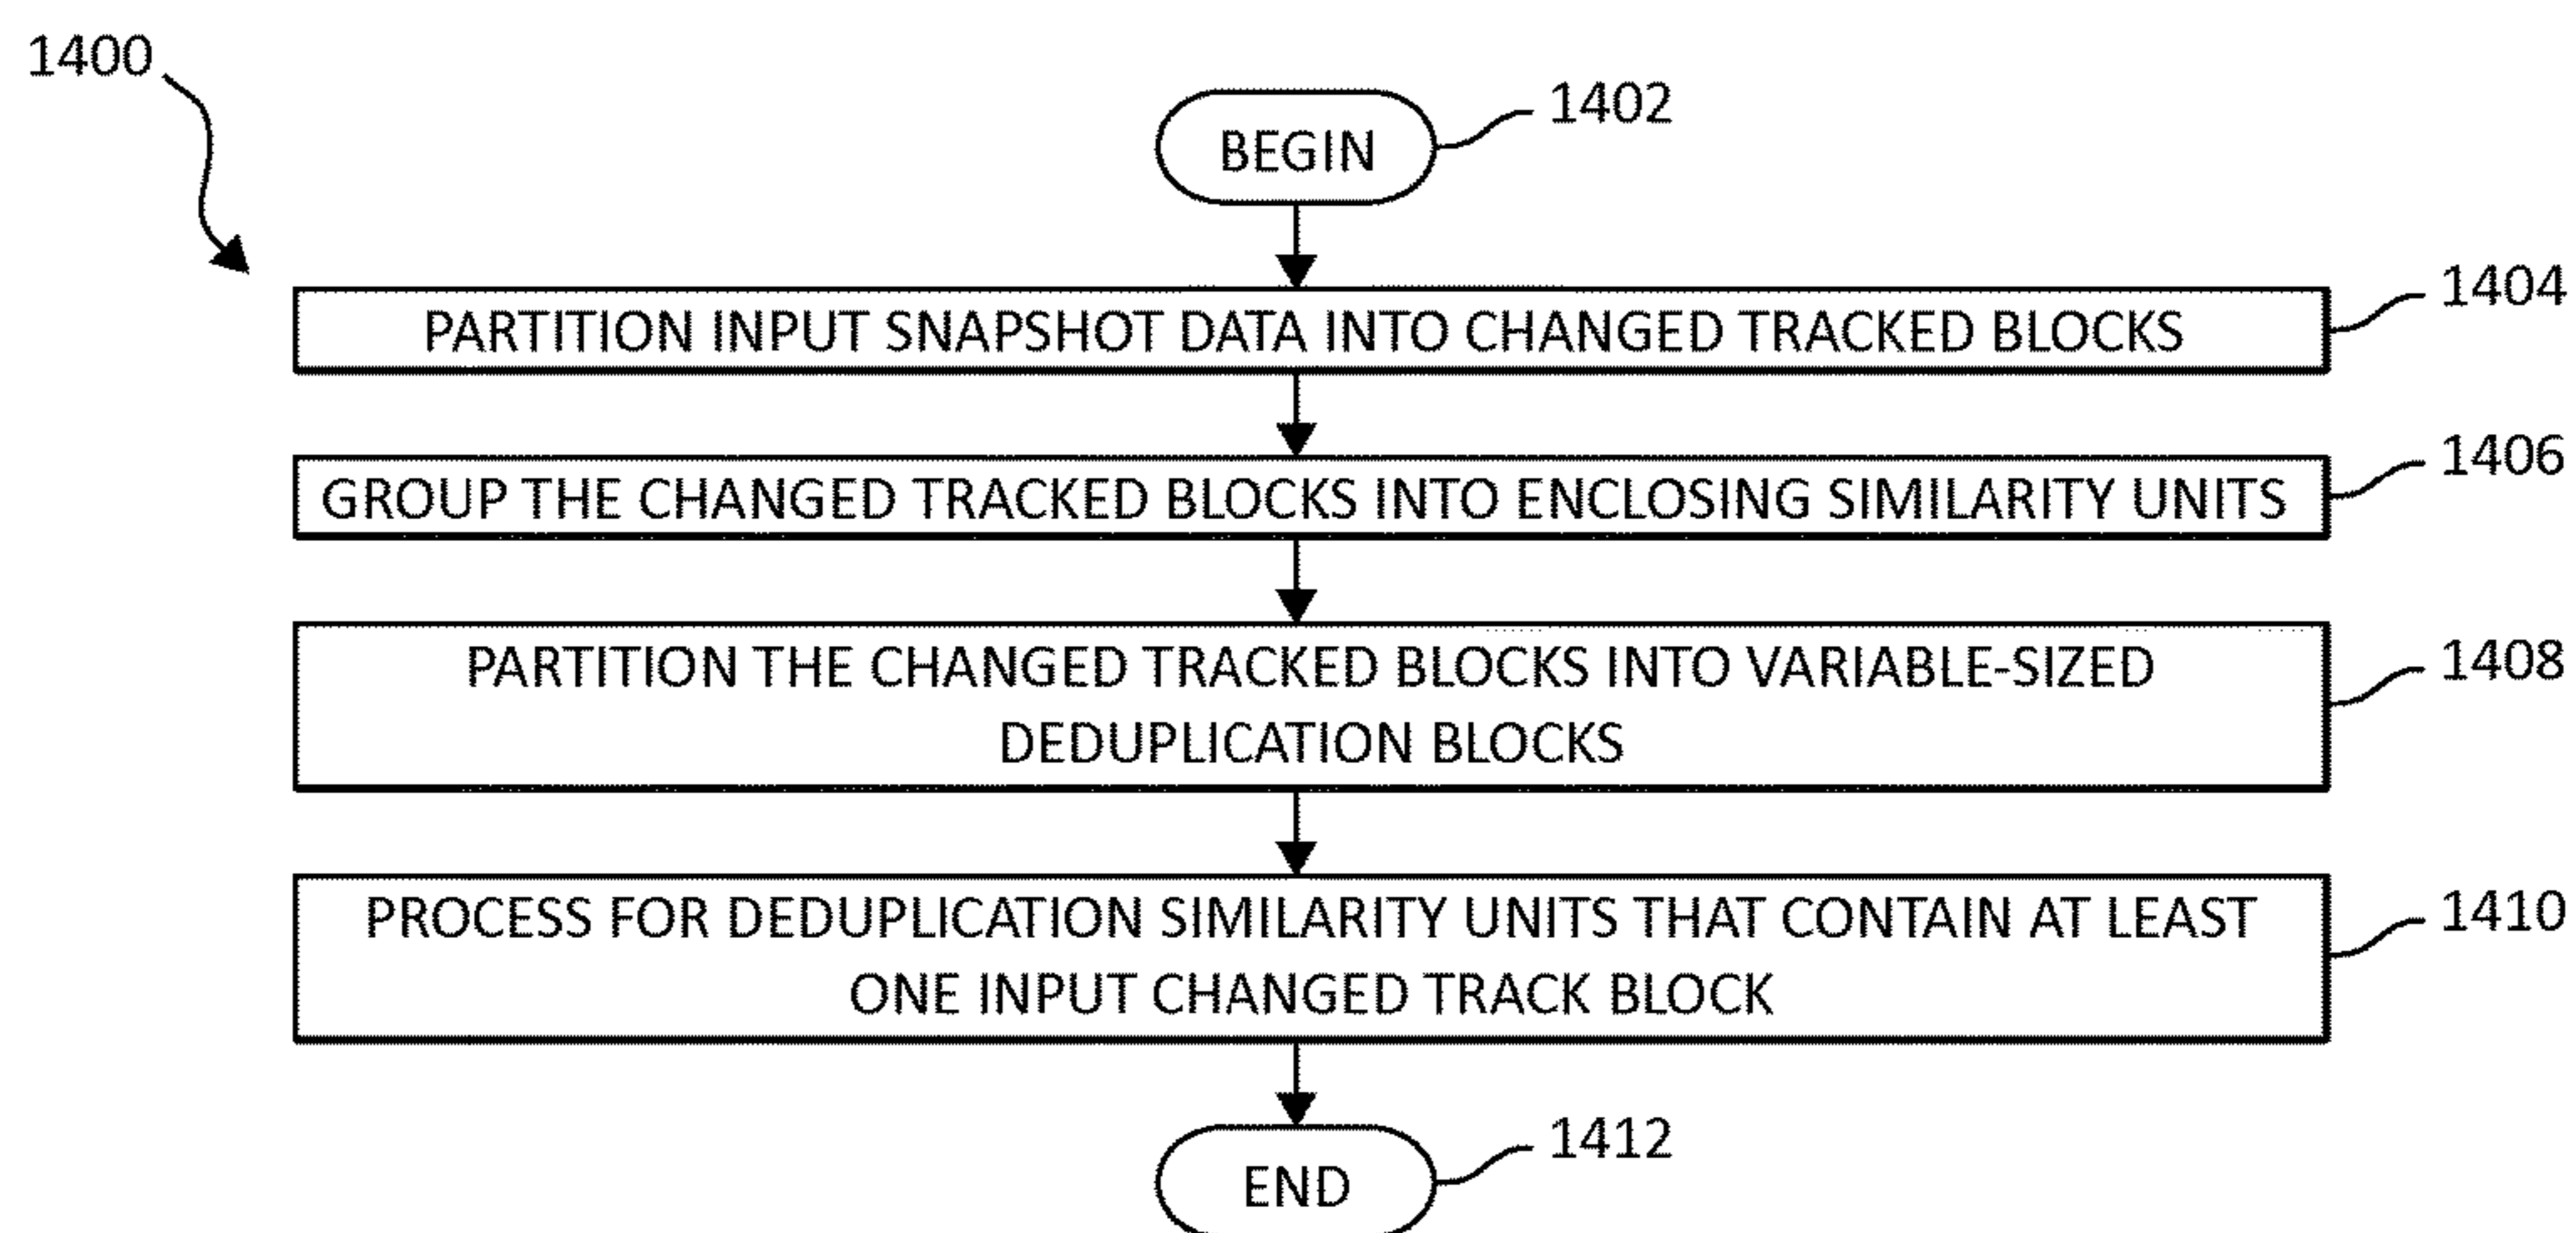 1400
BEGIN
1402
PARTITION INPUT SNAPSHOT DATA INTO CHANGED TRACKED BLOCKS
1404
GROUP THE CHANGED TRACKED BLOCKS INTO ENCLOSING SIMILARITY UNITS
1406
PARTITION THE CHANGED TRACKED BLOCKS INTO VARIABLE-SIZED
DEDUPLICATION BLOCKS
1408
PROCESS FOR DEDUPLICATION SIMILARITY UNITS THAT CONTAIN AT LEAST
ONE INPUT CHANGED TRACK BLOCK
1410
END
1412